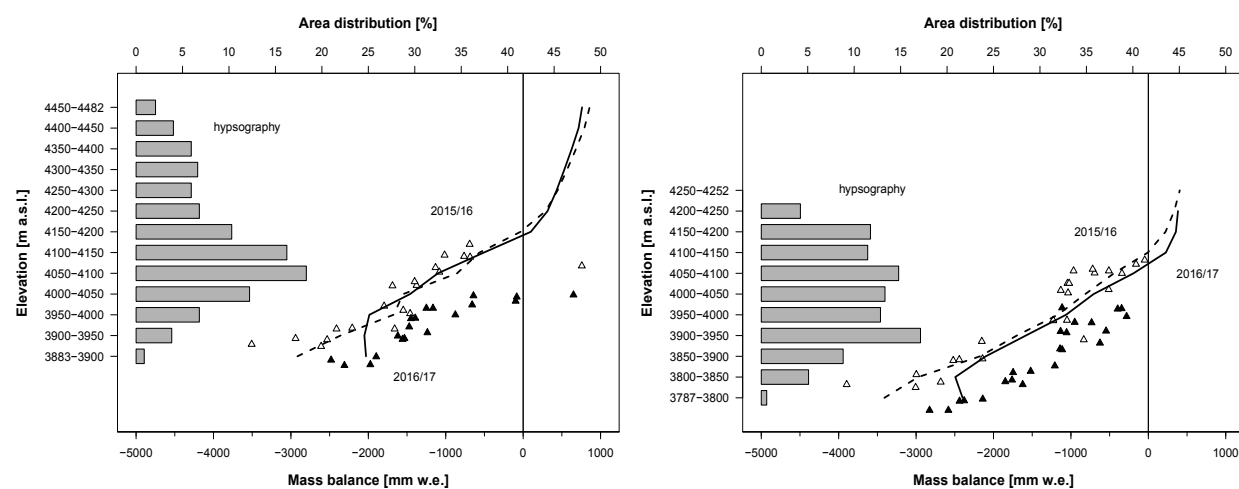 Area distribution [%]
0 5 10 15 20 25 30 35 40 45 50
Elevation [m a.s.l.]
4450−4482
4400−4450
4350−4400
4300−4350
4250−4300
4200−4250
4150−4200
4100−4150
4050−4100
4000−4050
3950−4000
3900−3950
3883−3900
hypsography
2015/16
2016/17
−5000 −4000 −3000 −2000 −1000 0 1000
Mass balance [mm w.e.]
Area distribution [%]
0 5 10 15 20 25 30 35 40 45 50
Elevation [m a.s.l.]
4250−4252
4200−4250
4150−4200
4100−4150
4050−4100
4000−4050
3950−4000
3900−3950
3850−3900
3800−3850
3787−3800
hypsography
2015/16
2016/17
−5000 −4000 −3000 −2000 −1000 0 1000
Mass balance [mm w.e.]